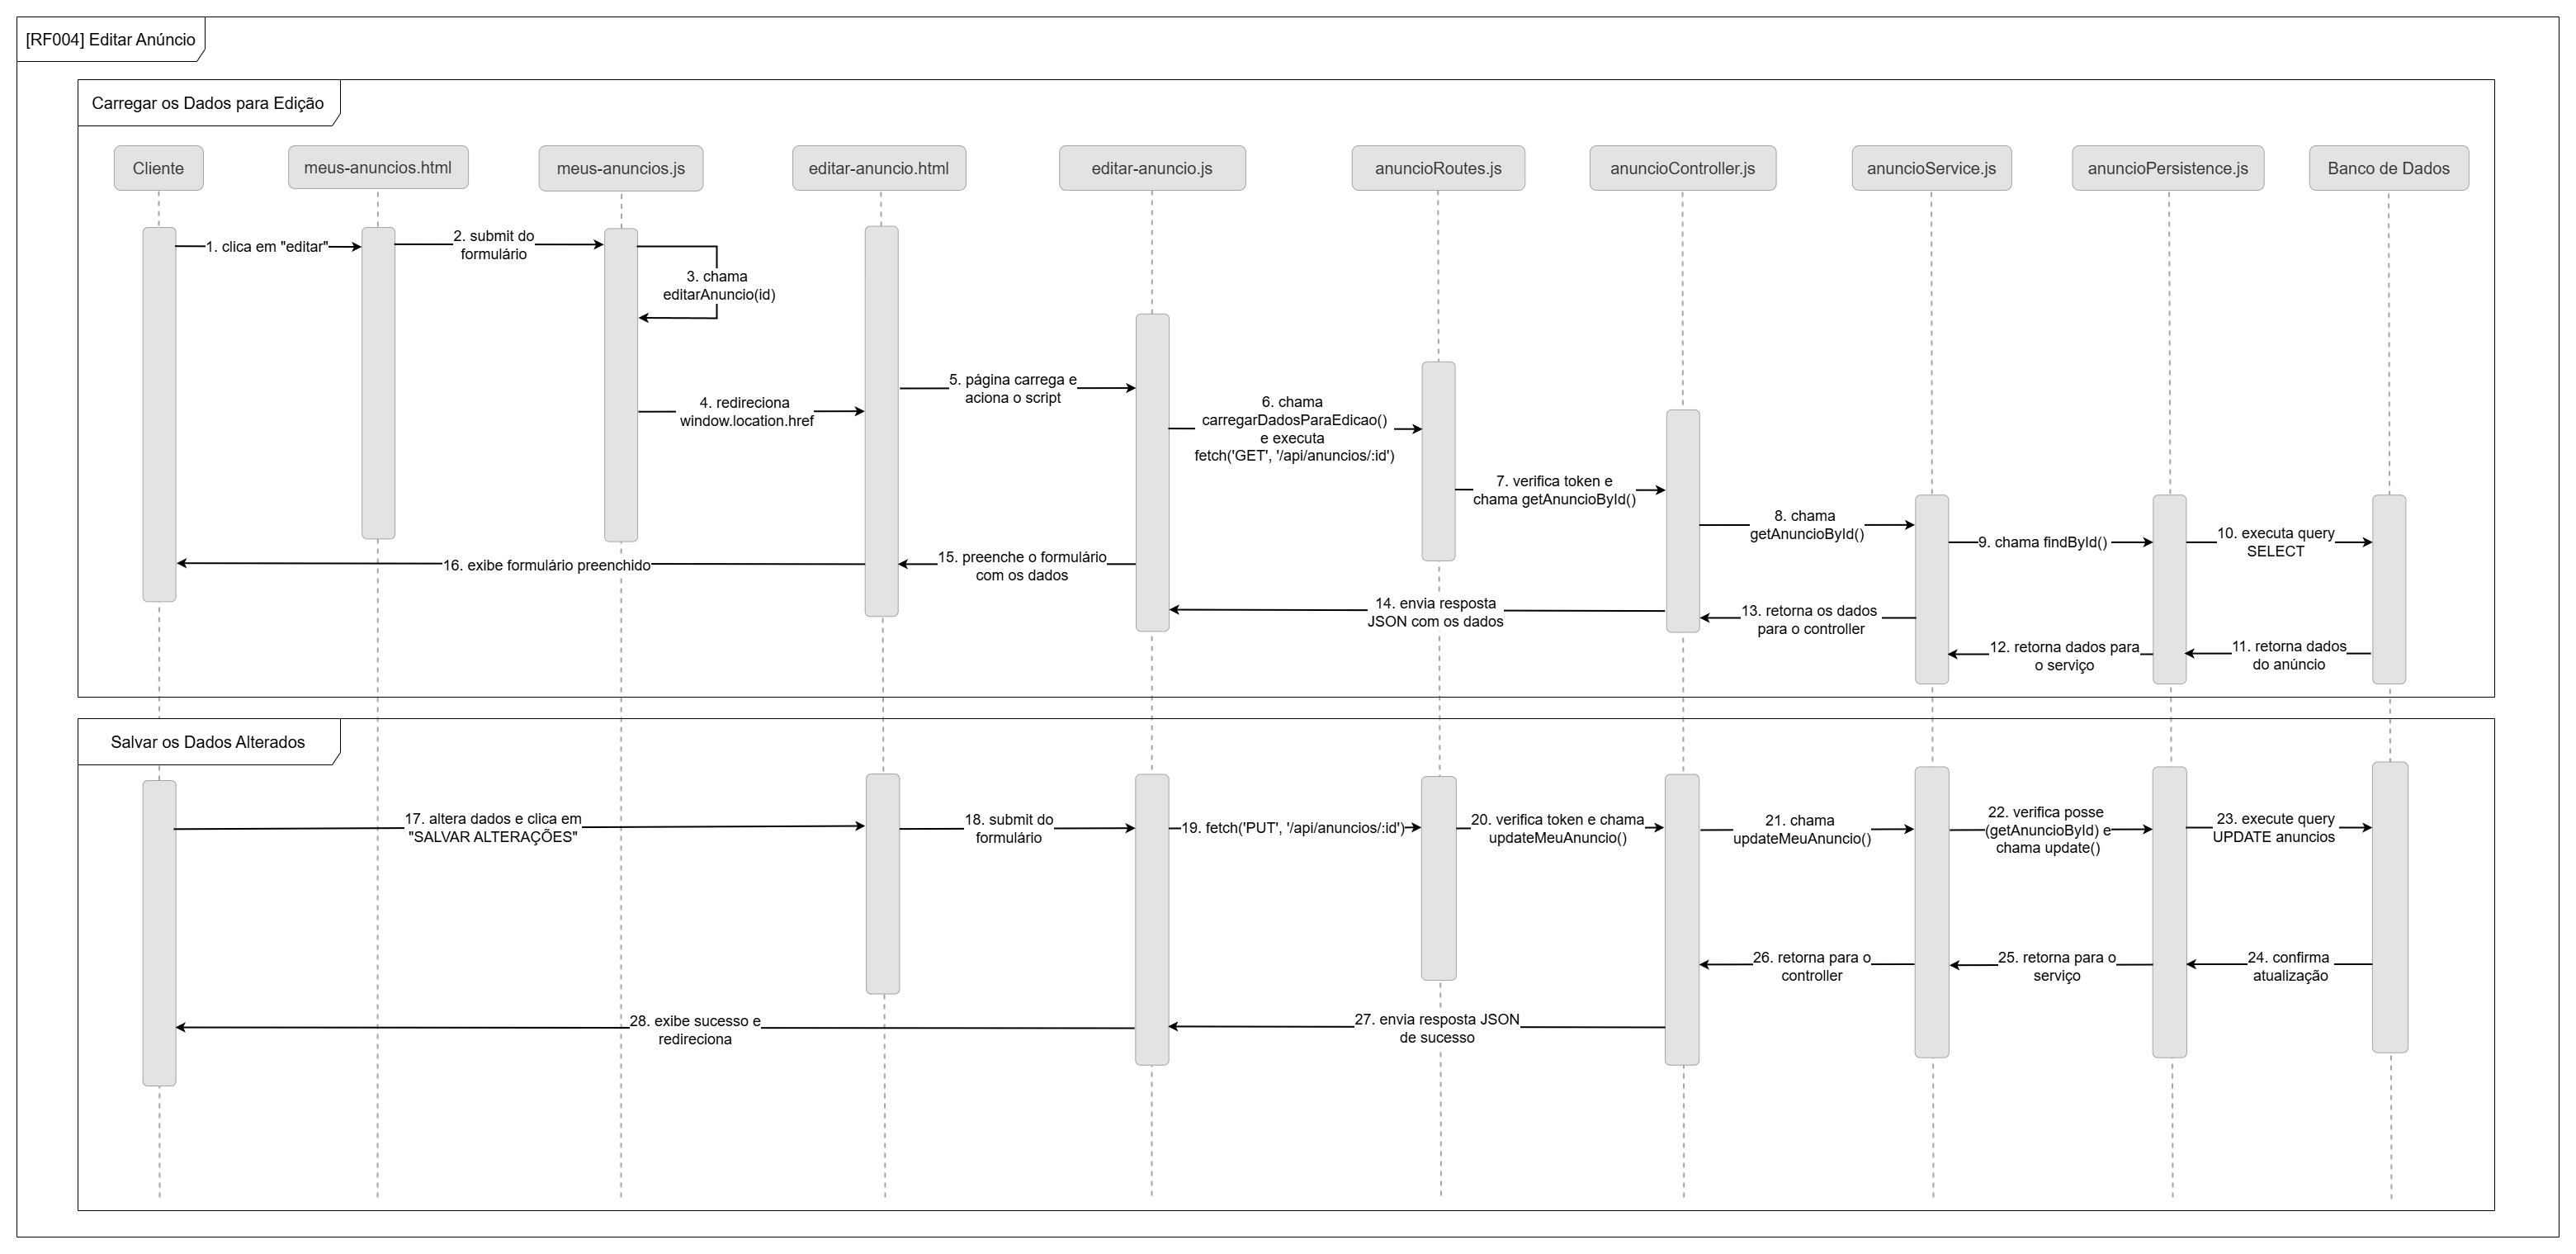 [RF004] Editar Anúncio
Carregar os Dados para Edição
Cliente
meus-anuncios.html
meus-anuncios.js
editar-anuncio.html
editar-anuncio.js
anuncioRoutes.js
anuncioController.js
anuncioService.js
anuncioPersistence.js
Banco de Dados
1. clica em "editar"
2. submit do
formulário
3. chama
editarAnuncio(id)
4. redireciona
window.location.href
5. página carrega e
aciona o script
6. chama
carregarDadosParaEdicao()
e executa
fetch('GET', '/api/anuncios/:id')
7. verifica token e
chama getAnuncioById()
8. chama
getAnuncioById()
9. chama findById()
10. executa query
SELECT
11. retorna dados
do anúncio
12. retorna dados para
o serviço
13. retorna os dados
para o controller
14. envia resposta
JSON com os dados
15. preenche o formulário
com os dados
16. exibe formulário preenchido
Salvar os Dados Alterados
17. altera dados e clica em
"SALVAR ALTERAÇÕES"
18. submit do
formulário
19. fetch('PUT', '/api/anuncios/:id')
20. verifica token e chama
updateMeuAnuncio()
21. chama
updateMeuAnuncio()
22. verifica posse
(getAnuncioById) e
chama update()
23. execute query
UPDATE anuncios
24. confirma
atualização
25. retorna para o
serviço
26. retorna para o
controller
27. envia resposta JSON
de sucesso
28. exibe sucesso e
redireciona